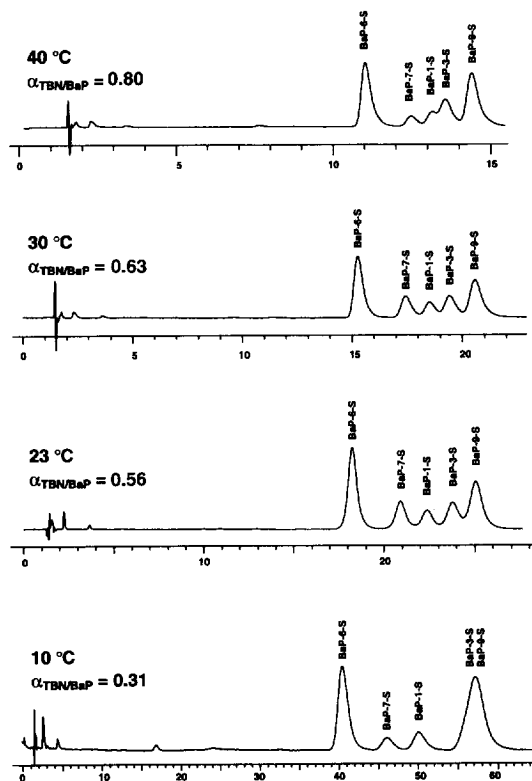 40 °C
αTBN/BaP = 0.80
BaP-6-S
BaP-7-S
BaP-1-S
BaP-3-S
BaP-9-S
0 5 10 15
30 °C
αTBN/BaP = 0.63
BaP-6-S
BaP-7-S
BaP-1-S
BaP-3-S
BaP-9-S
0 5 10 15 20
23 °C
αTBN/BaP = 0.56
BaP-6-S
BaP-7-S
BaP-1-S
BaP-3-S
BaP-9-S
0 10 20
10 °C
αTBN/BaP = 0.31
BaP-6-S
BaP-7-S
BaP-1-S
BaP-3-S
BaP-9-S
0 10 20 30 40 50 60